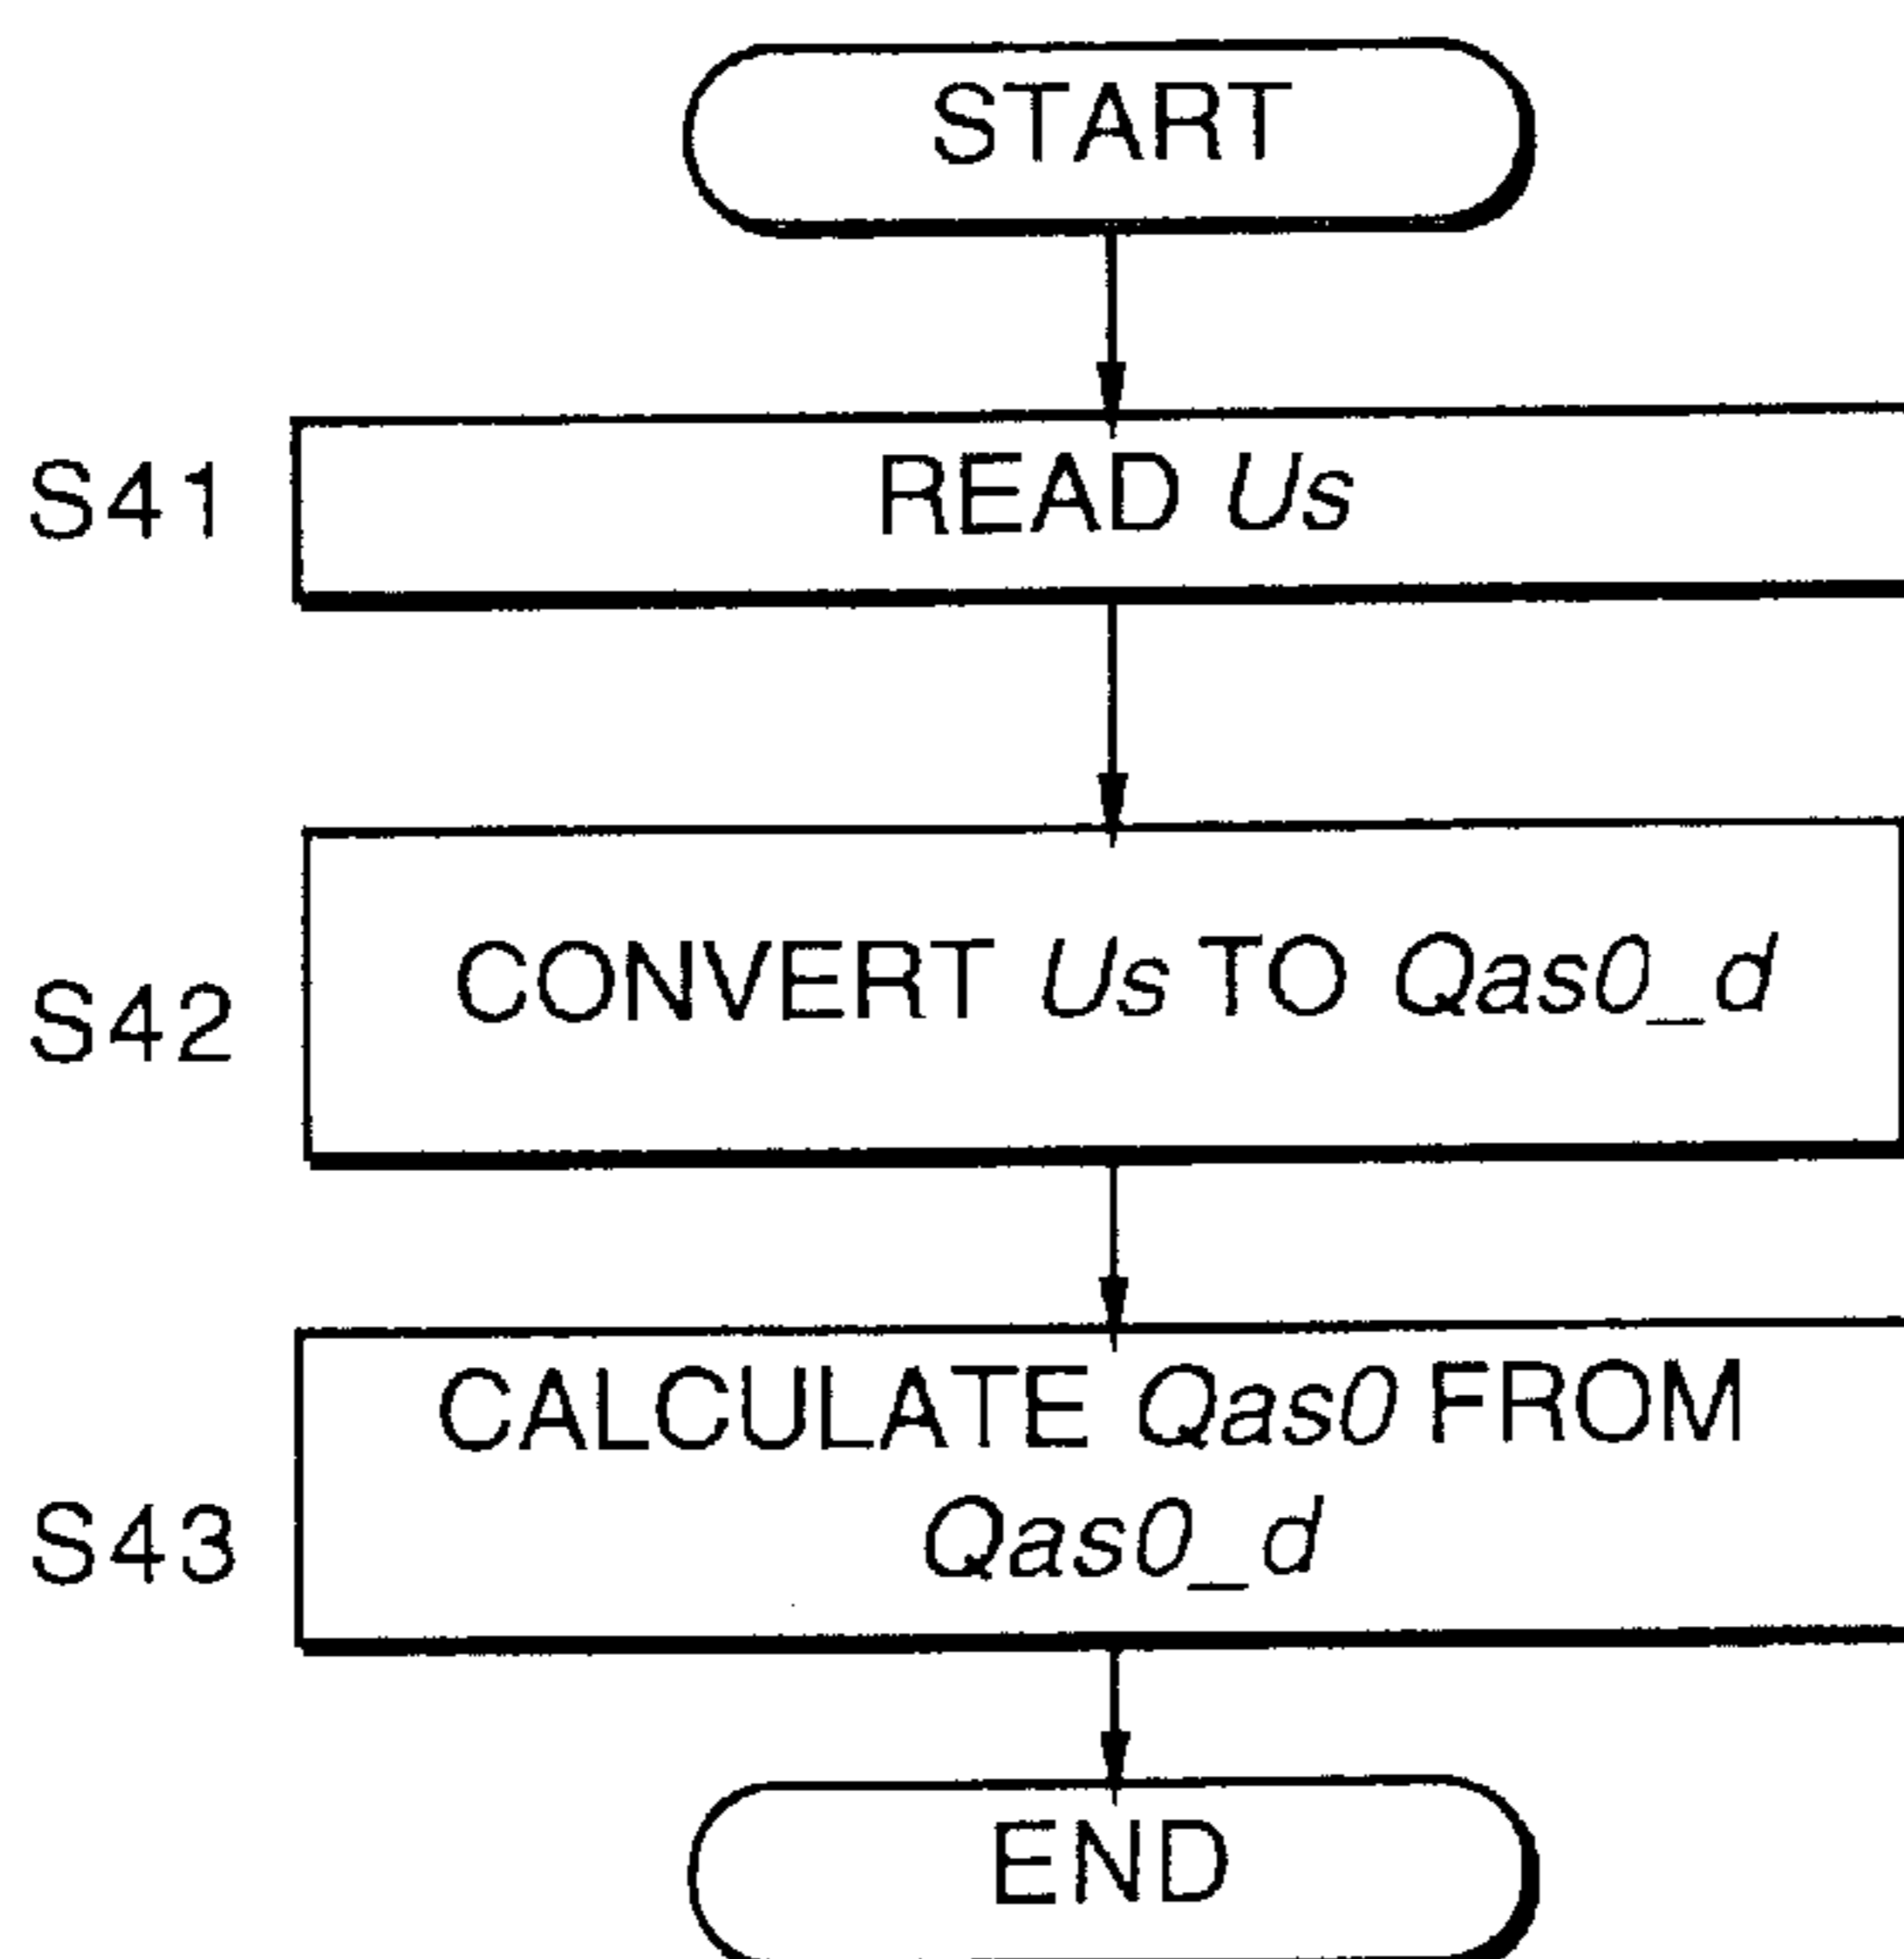 START
S41
READ Us
S42
CONVERT Us TO Qas0_d
S43
CALCULATE Qas0 FROM
Qas0_d
END